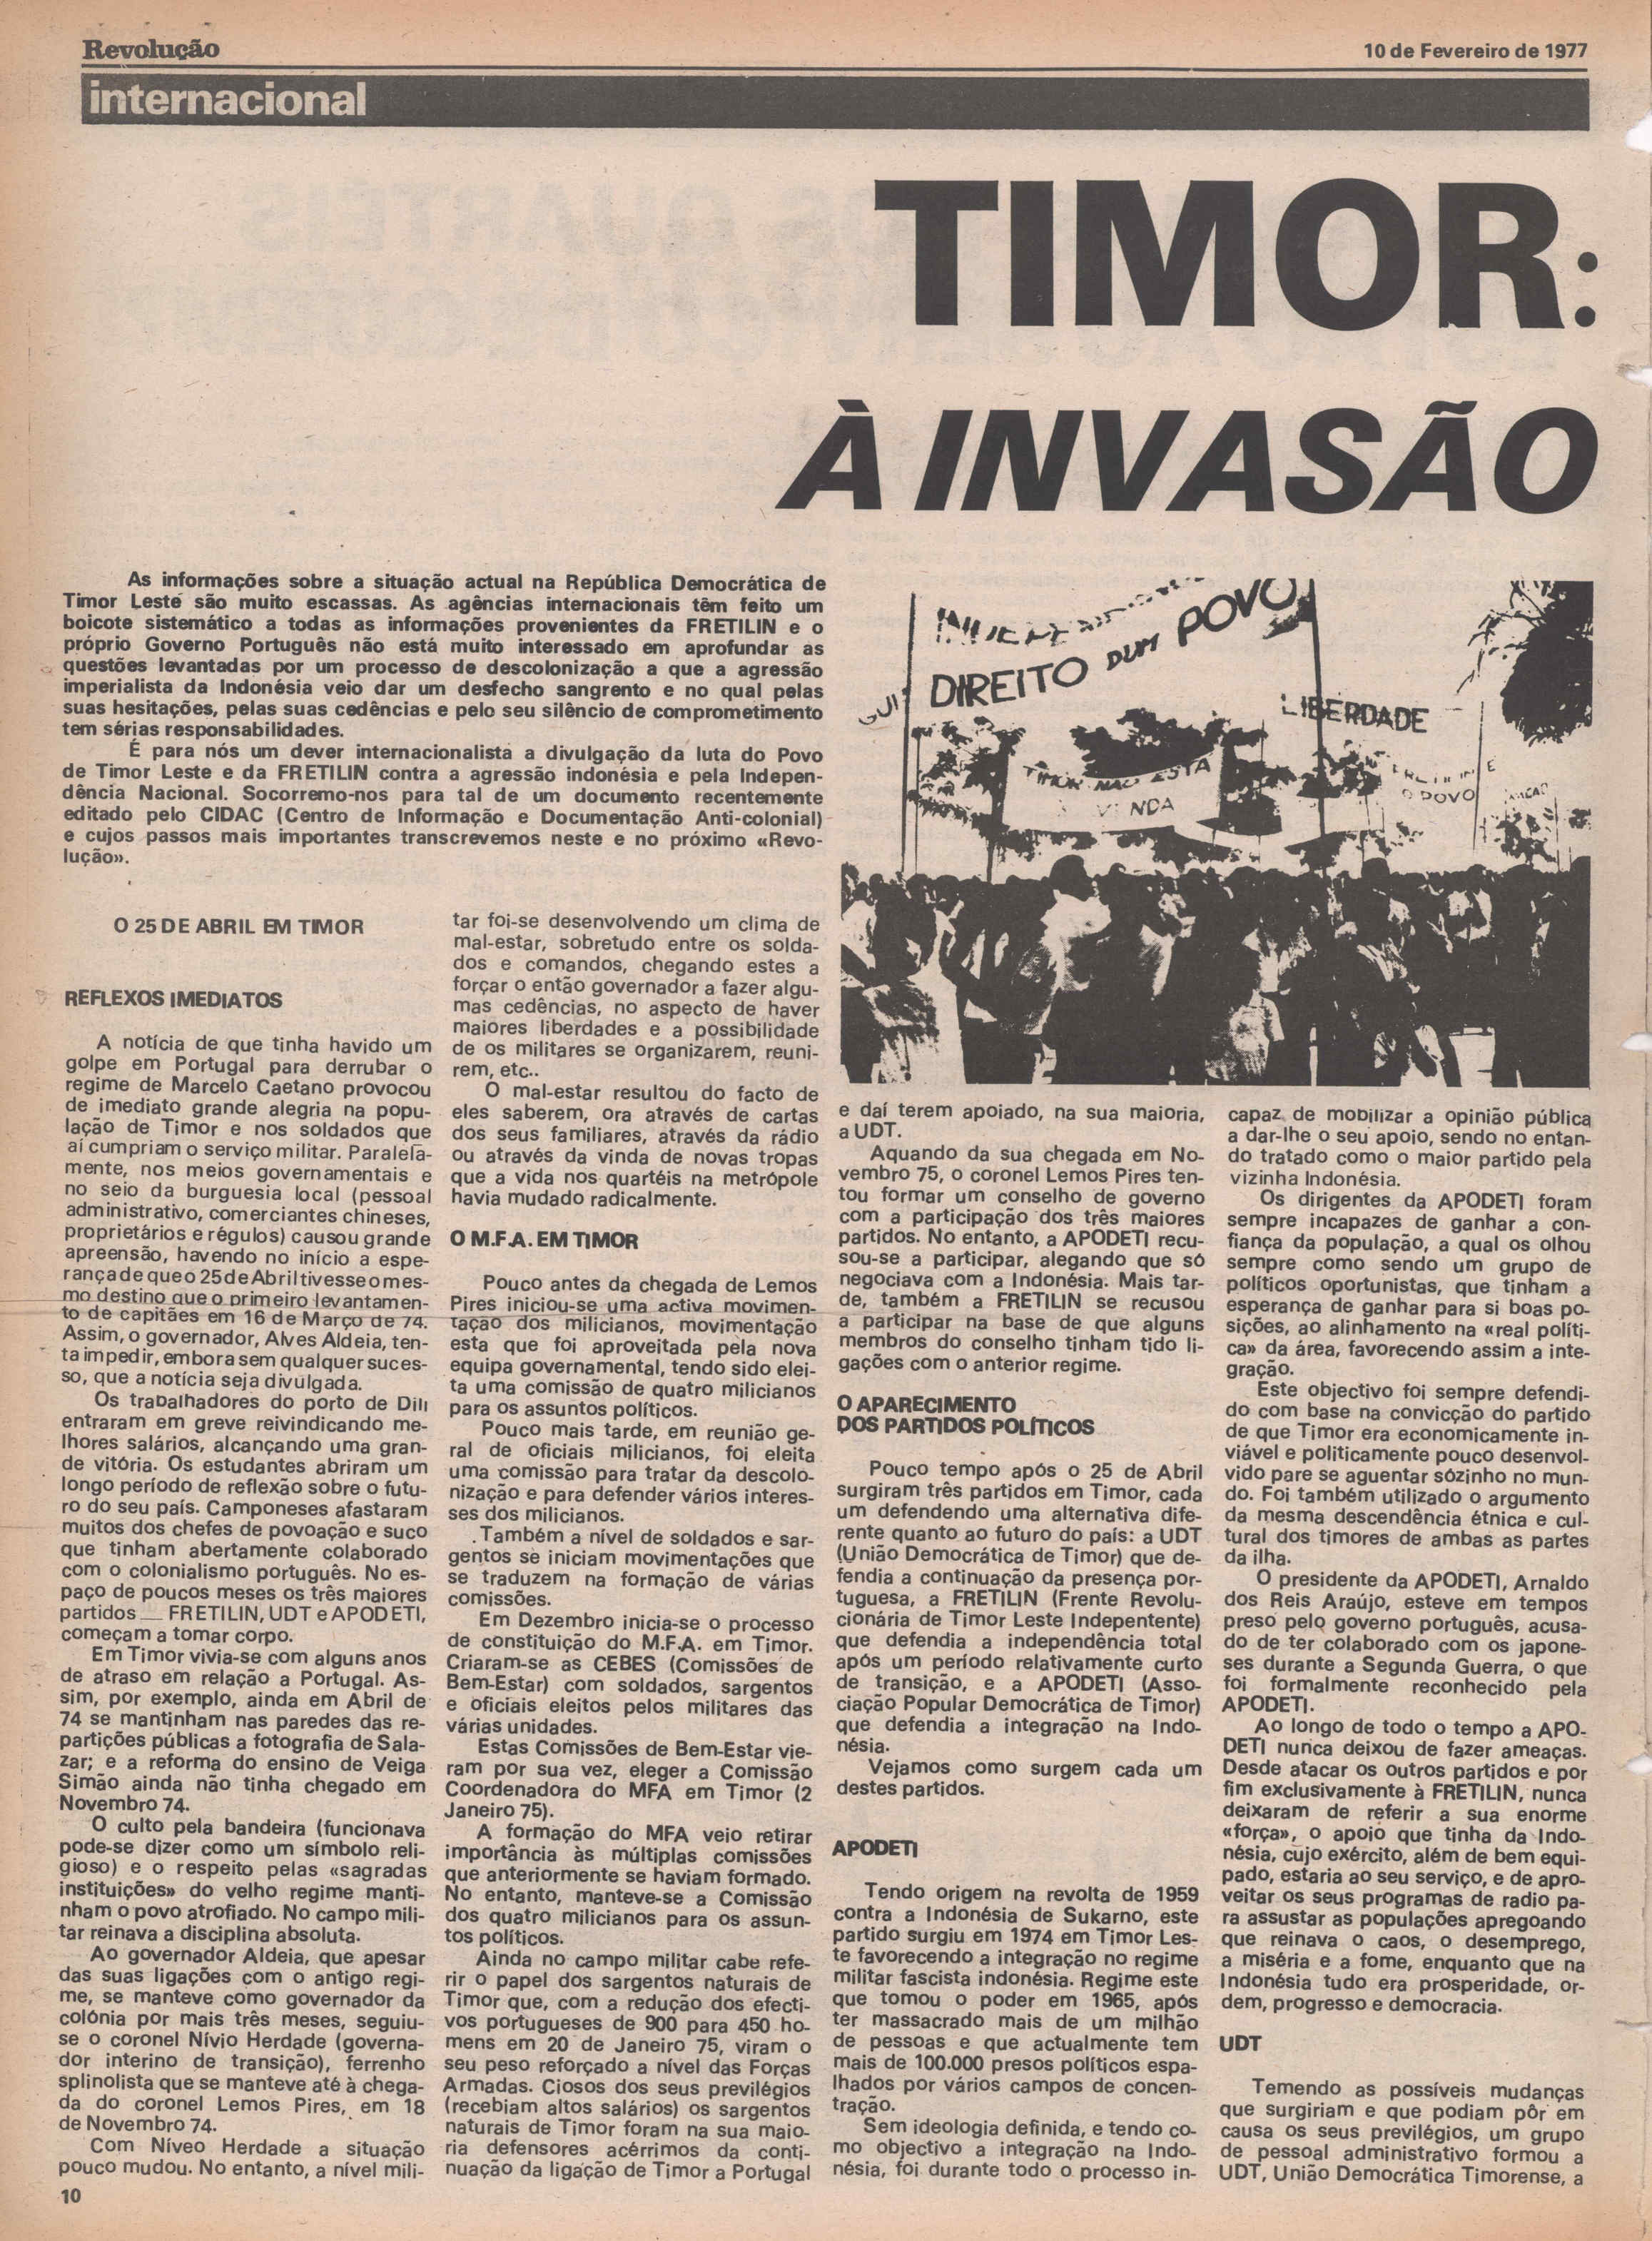 Revolução
10 de Fevereiro de 1977
internacional
TIMOR:
À INVASÃO
As informações sobre a situação actual na República Democrática de
Timor Leste são muito escassas. As agências internacionais têm feito um
boicote sistemático a todas as informações provenientes da FRETILIN e o
próprio Governo Português não está muito interessado em aprofundar as
questões levantadas por um processo de descolonização a que a agressão
imperialista da Indonésia veio dar um desfecho sangrento e no qual pelas
suas hesitações, pelas suas cedências e pelo seu silêncio de comprometimento
tem sérias responsabilidades.
É para nós um dever internacionalista a divulgação da luta do Povo
de Timor Leste e da FRETILIN contra a agressão indonésia e pela Indepen-
dência Nacional. Socorremo-nos para tal de um documento recentemente
editado pelo CIDAC (Centro de Informação e Documentação Anti-colonial)
e cujos passos mais importantes transcrevemos neste e no próximo «Revo-
lução».
DIREITO DUM POVO
LIBERDADE
TIMOR NÃO ESTA
VENDA
O POVO
O 25 DE ABRIL EM TIMOR
REFLEXOS IMEDIATOS
A notícia de que tinha havido um
golpe em Portugal para derrubar o
regime de Marcelo Caetano provocou
de imediato grande alegria na popu-
lação de Timor e nos soldados que
aí cumpriam o serviço militar. Paralela-
mente, nos meios governamentais e
no seio da burguesia local (pessoal
administrativo, comerciantes chineses,
proprietários e régulos) causou grande
apreensão, havendo no início a espe-
rança de que o 25 de Abril tivesse o mes-
mo destino que o primeiro levantamen-
to de capitães em 16 de Março de 74.
Assim, o governador, Alves Aldeia, ten-
ta impedir, embora sem qualquer suces-
so, que a notícia seja divulgada.
Os trabalhadores do porto de Dili
entraram em greve reivindicando me-
lhores salários, alcançando uma gran-
de vitória. Os estudantes abriram um
longo período de reflexão sobre o futu-
ro do seu país. Camponeses afastaram
muitos dos chefes de povoação e suco
que tinham abertamente colaborado
com o colonialismo português. No es-
paço de poucos meses os três maiores
partidos — FRETILIN, UDT e APODETI,
começam a tomar corpo.
Em Timor vivia-se com alguns anos
de atraso em relação a Portugal. As-
sim, por exemplo, ainda em Abril de
74 se mantinham nas paredes das re-
partições públicas a fotografia de Sala-
zar; e a reforma do ensino de Veiga
Simão ainda não tinha chegado em
Novembro 74.
O culto pela bandeira (funcionava
pode-se dizer como um símbolo reli-
gioso) e o respeito pelas «sagradas
instituições» do velho regime manti-
nham o povo atrofiado. No campo mili-
tar reinava a disciplina absoluta.
Ao governador Aldeia, que apesar
das suas ligações com o antigo regi-
me, se manteve como governador da
colónia por mais três meses, seguiu-
se o coronel Nívio Herdade (governa-
dor interino de transição), ferrenho
splinolista que se manteve até à chega-
da do coronel Lemos Pires, em 18
de Novembro 74.
Com Níveo Herdade a situação
pouco mudou. No entanto, a nível mili-
tar foi-se desenvolvendo um clima de
mal-estar, sobretudo entre os solda-
dos e comandos, chegando estes a
forçar o então governador a fazer algu-
mas cedências, no aspecto de haver
maiores liberdades e a possibilidade
de os militares se organizarem, reuni-
rem, etc..
O mal-estar resultou do facto de
eles saberem, ora através de cartas
dos seus familiares, através da rádio
ou através da vinda de novas tropas
que a vida nos quartéis na metrópole
havia mudado radicalmente.
O M.F.A. EM TIMOR
Pouco antes da chegada de Lemos
Pires iniciou-se uma activa movimen-
tação dos milicianos, movimentação
esta que foi aproveitada pela nova
equipa governamental, tendo sido elei-
ta uma comissão de quatro milicianos
para os assuntos políticos.
Pouco mais tarde, em reunião ge-
ral de oficiais milicianos, foi eleita
uma comissão para tratar da descolo-
nização e para defender vários interes-
ses dos milicianos.
Também a nível de soldados e sar-
gentos se iniciam movimentações que
se traduzem na formação de várias
comissões.
Em Dezembro inicia-se o processo
de constituição do M.F.A. em Timor.
Criaram-se as CEBES (Comissões de
Bem-Estar) com soldados, sargentos
e oficiais eleitos pelos militares das
várias unidades.
Estas Comissões de Bem-Estar vie-
ram por sua vez, eleger a Comissão
Coordenadora do MFA em Timor (2
Janeiro 75).
A formação do MFA veio retirar
importância às múltiplas comissões
que anteriormente se haviam formado.
No entanto, manteve-se a Comissão
dos quatro milicianos para os assun-
tos políticos.
Ainda no campo militar cabe refe-
rir o papel dos sargentos naturais de
Timor que, com a redução dos efecti-
vos portugueses de 900 para 450 ho-
mens em 20 de Janeiro 75, viram o
seu peso reforçado a nível das Forças
Armadas. Ciosos dos seus previlégios
(recebiam altos salários) os sargentos
naturais de Timor foram na sua maio-
ria defensores acérrimos da conti-
nuação da ligação de Timor a Portugal
e daí terem apoiado, na sua maioria,
a UDT.
Aquando da sua chegada em No-
vembro 75, o coronel Lemos Pires ten-
tou formar um conselho de governo
com a participação dos três maiores
partidos. No entanto, a APODETI recu-
sou-se a participar, alegando que só
negociava com a Indonésia. Mais tar-
de, também a FRETILIN se recusou
a participar na base de que alguns
membros do conselho tinham tido li-
gações com o anterior regime.
O APARECIMENTO
DOS PARTIDOS POLÍTICOS
Pouco tempo após o 25 de Abril
surgiram três partidos em Timor, cada
um defendendo uma alternativa dife-
rente quanto ao futuro do país: a UDT
(União Democrática de Timor) que de-
fendia a continuação da presença por-
tuguesa, a FRETILIN (Frente Revolu-
cionária de Timor Leste Indepentente)
que defendia a independência total
após um período relativamente curto
de transição, e a APODETI (Asso-
ciação Popular Democrática de Timor)
que defendia a integração na Indo-
nésia.
Vejamos como surgem cada um
destes partidos.
APODETI
Tendo origem na revolta de 1959
contra a Indonésia de Sukarno, este
partido surgiu em 1974 em Timor Les-
te favorecendo a integração no regime
militar fascista indonésia. Regime este
que tomou o poder em 1965, após
ter massacrado mais de um milhão
de pessoas e que actualmente tem
mais de 100.000 presos políticos espa-
lhados por vários campos de concen-
tração.
Sem ideologia definida, e tendo co-
mo objectivo a integração na Indo-
nésia, foi durante todo o processo in-
capaz de mobilizar a opinião pública
a dar-lhe o seu apoio, sendo no entan-
do tratado como o maior partido pela
vizinha Indonésia.
Os dirigentes da APODETI foram
sempre incapazes de ganhar a con-
fiança da população, a qual os olhou
sempre como sendo um grupo de
políticos oportunistas, que tinham a
esperança de ganhar para si boas po-
sições, ao alinhamento na «real políti-
ca» da área, favorecendo assim a inte-
gração.
Este objectivo foi sempre defendi-
do com base na convicção do partido
de que Timor era economicamente in-
viável e politicamente pouco desenvol-
vido pare se aguentar sózinho no mun-
do. Foi também utilizado o argumento
da mesma descendência étnica e cul-
tural dos timores de ambas as partes
da ilha.
O presidente da APODETI, Arnaldo
dos Reis Araújo, esteve em tempos
preso pelo governo português, acusa-
do de ter colaborado com os japone-
ses durante a Segunda Guerra, o que
foi formalmente reconhecido pela
APODETI.
Ao longo de todo o tempo a APO-
DETI nunca deixou de fazer ameaças.
Desde atacar os outros partidos e por
fim exclusivamente à FRETILIN, nunca
deixaram de referir a sua enorme
«força», o apoio que tinha da Indo-
nésia, cujo exército, além de bem equi-
pado, estaria ao seu serviço, e de apro-
veitar os seus programas de radio pa-
ra assustar as populações apregoando
que reinava o caos, o desemprego,
a miséria e a fome, enquanto que na
Indonésia tudo era prosperidade, or-
dem, progresso e democracia.
UDT
Temendo as possíveis mudanças
que surgiriam e que podiam pôr em
causa os seus previlégios, um grupo
de pessoal administrativo formou a
UDT, União Democrática Timorense, a
10